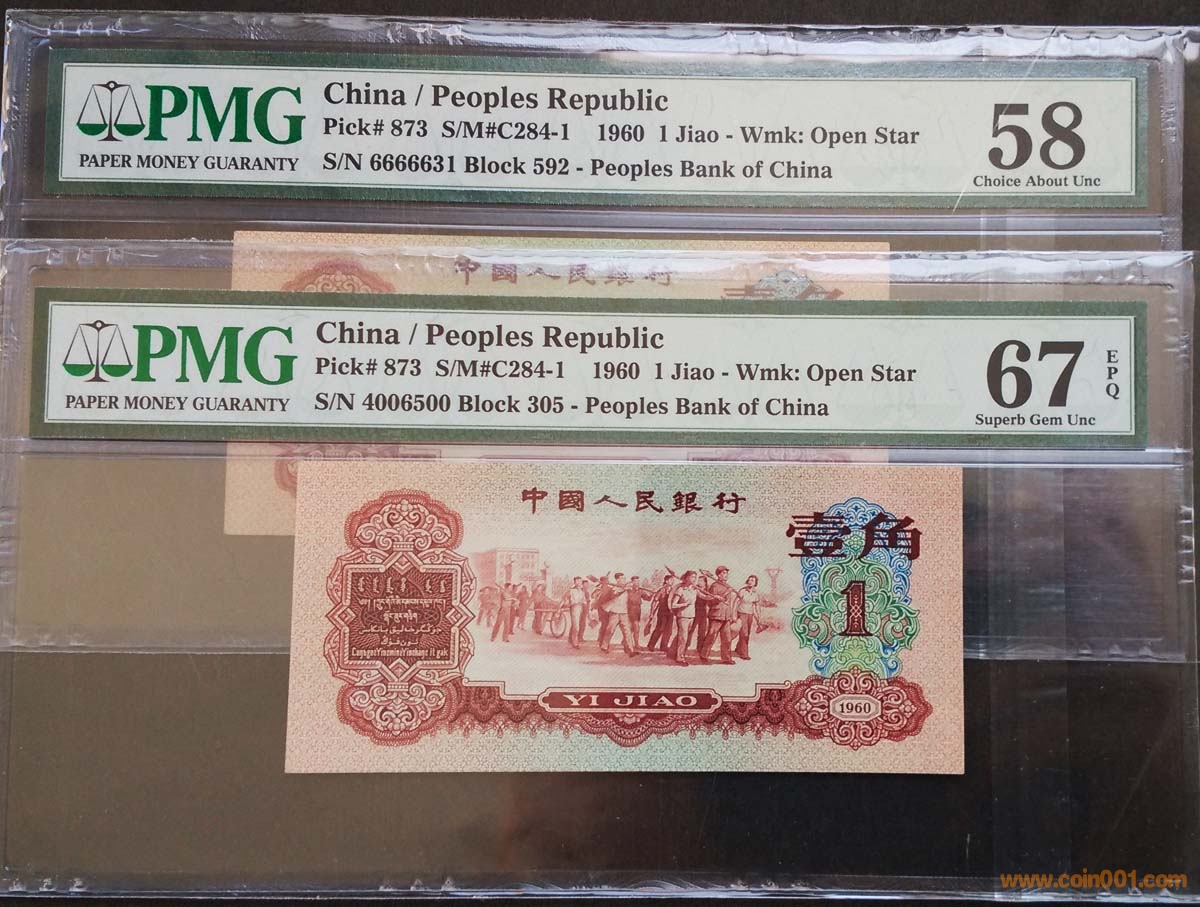 PMG
PAPER MONEY GUARANTY
China / Peoples Republic
Pick# 873 S/M#C284-1 1960 1 Jiao - Wmk: Open Star
S/N 6666631 Block 592 - Peoples Bank of China
58
Choice About Unc
中國人民銀行
壹角
PMG
PAPER MONEY GUARANTY
China / Peoples Republic
Pick# 873 S/M#C284-1 1960 1 Jiao - Wmk: Open Star
S/N 4006500 Block 305 - Peoples Bank of China
67
EPQ
Superb Gem Unc
中國人民銀行
壹角
1
YI JIAO
1960
www.coin001.com